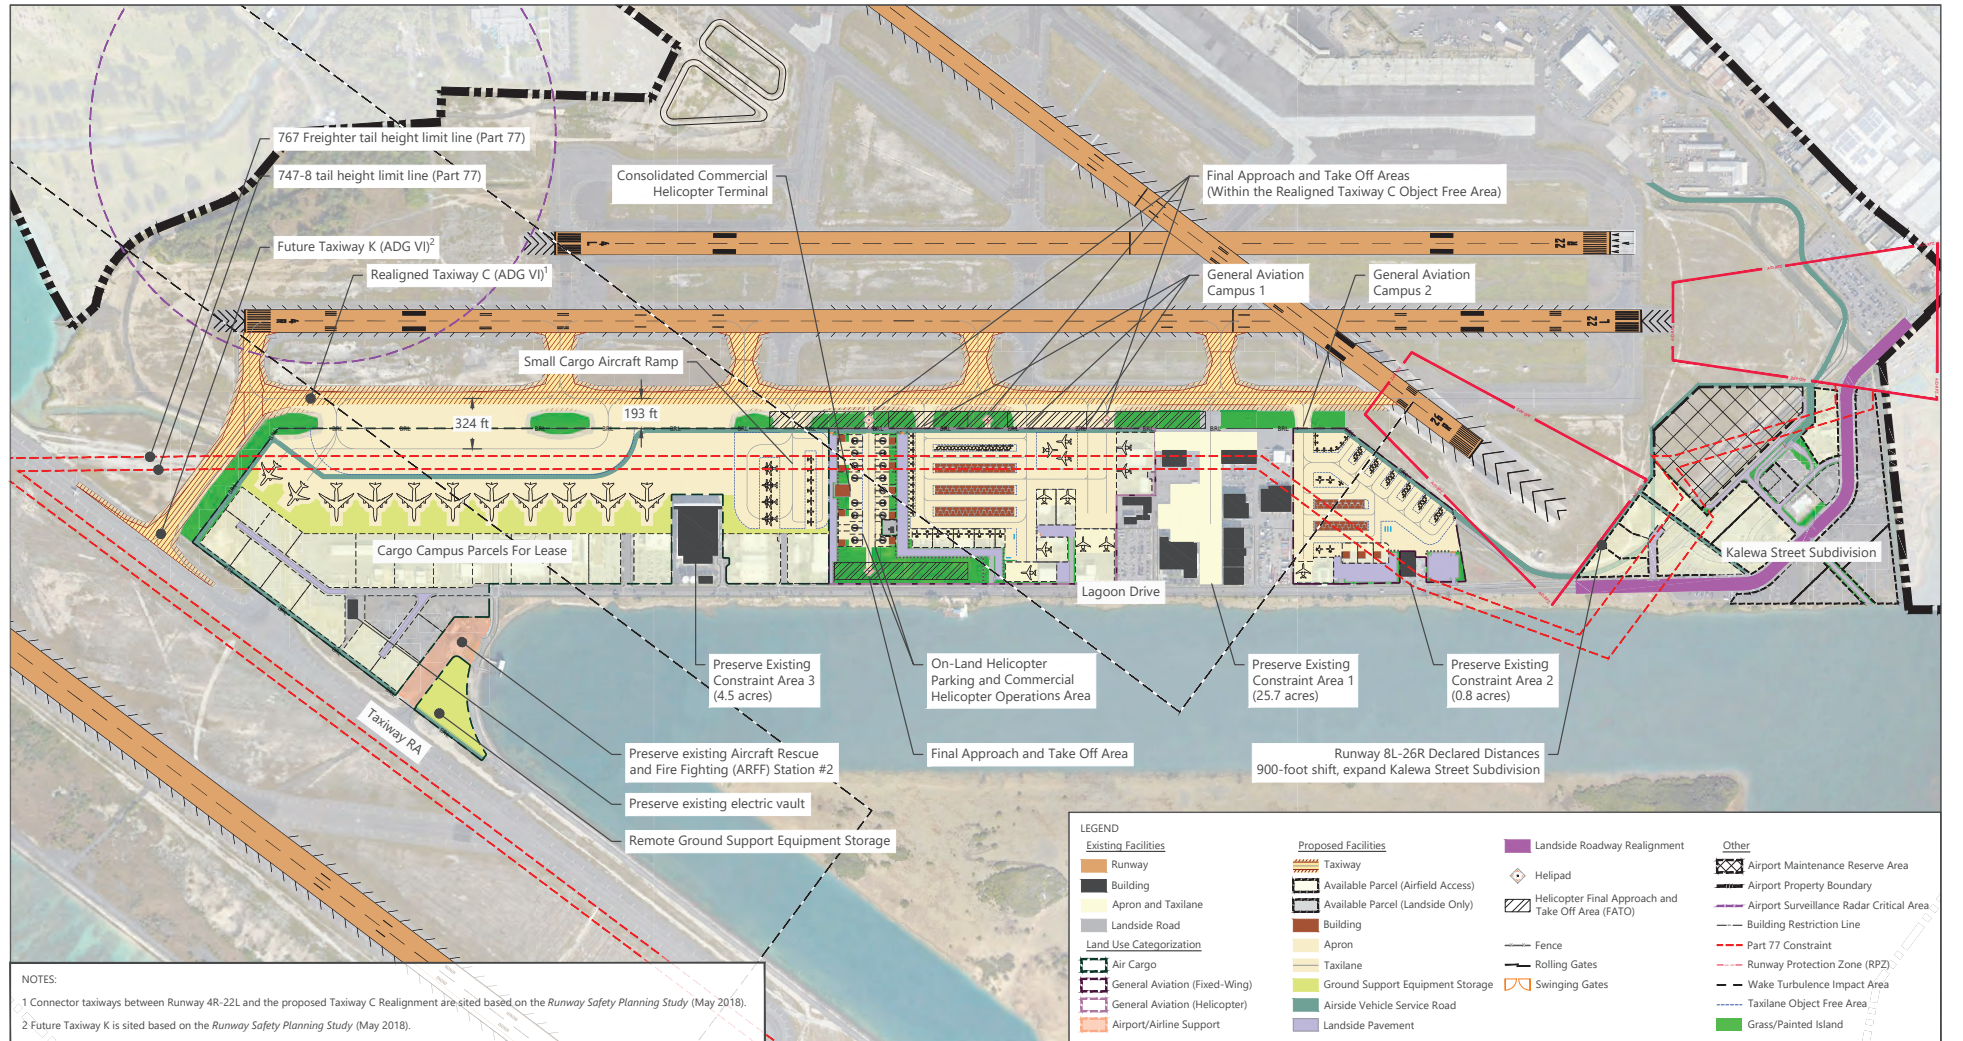 767 Freighter tail height limit line (Part 77)
747-8 tail height limit line (Part 77)
Future Taxiway K (ADG VI)2
Realigned Taxiway C (ADG VI)1
Consolidated Commercial
Helicopter Terminal
Final Approach and Take Off Areas
(Within the Realigned Taxiway C Object Free Area)
General Aviation
Campus 1
General Aviation
Campus 2
Small Cargo Aircraft Ramp
324 ft
193 ft
BRL
BRL
BRL
BRL
BRL
BRL
BRL
BRL
BRL
BRL
22
22
L
26
Cargo Campus Parcels For Lease
Kalewa Street Subdivision
Lagoon Drive
Taxiway RA
Preserve Existing
Constraint Area 3
(4.5 acres)
On-Land Helicopter
Parking and Commercial
Helicopter Operations Area
Preserve Existing
Constraint Area 1
(25.7 acres)
Preserve Existing
Constraint Area 2
(0.8 acres)
Preserve existing Aircraft Rescue
and Fire Fighting (ARFF) Station #2
Final Approach and Take Off Area
Runway 8L-26R Declared Distances
900-foot shift, expand Kalewa Street Subdivision
Preserve existing electric vault
Remote Ground Support Equipment Storage
LEGEND
Existing Facilities
Runway
Building
Apron and Taxilane
Landside Road
Land Use Categorization
Air Cargo
General Aviation (Fixed-Wing)
General Aviation (Helicopter)
Airport/Airline Support
Proposed Facilities
Taxiway
Available Parcel (Airfield Access)
Available Parcel (Landside Only)
Building
Apron
Taxilane
Ground Support Equipment Storage
Airside Vehicle Service Road
Landside Pavement
Landside Roadway Realignment
Helipad
Helicopter Final Approach and
Take Off Area (FATO)
Fence
Rolling Gates
Swinging Gates
Other
Airport Maintenance Reserve Area
Airport Property Boundary
Airport Surveillance Radar Critical Area
Building Restriction Line
Part 77 Constraint
Runway Protection Zone (RPZ)
Wake Turbulence Impact Area
Taxilane Object Free Area
Grass/Painted Island
NOTES:
1 Connector taxiways between Runway 4R-22L and the proposed Taxiway C Realignment are sited based on the Runway Safety Planning Study (May 2018).
2 Future Taxiway K is sited based on the Runway Safety Planning Study (May 2018).